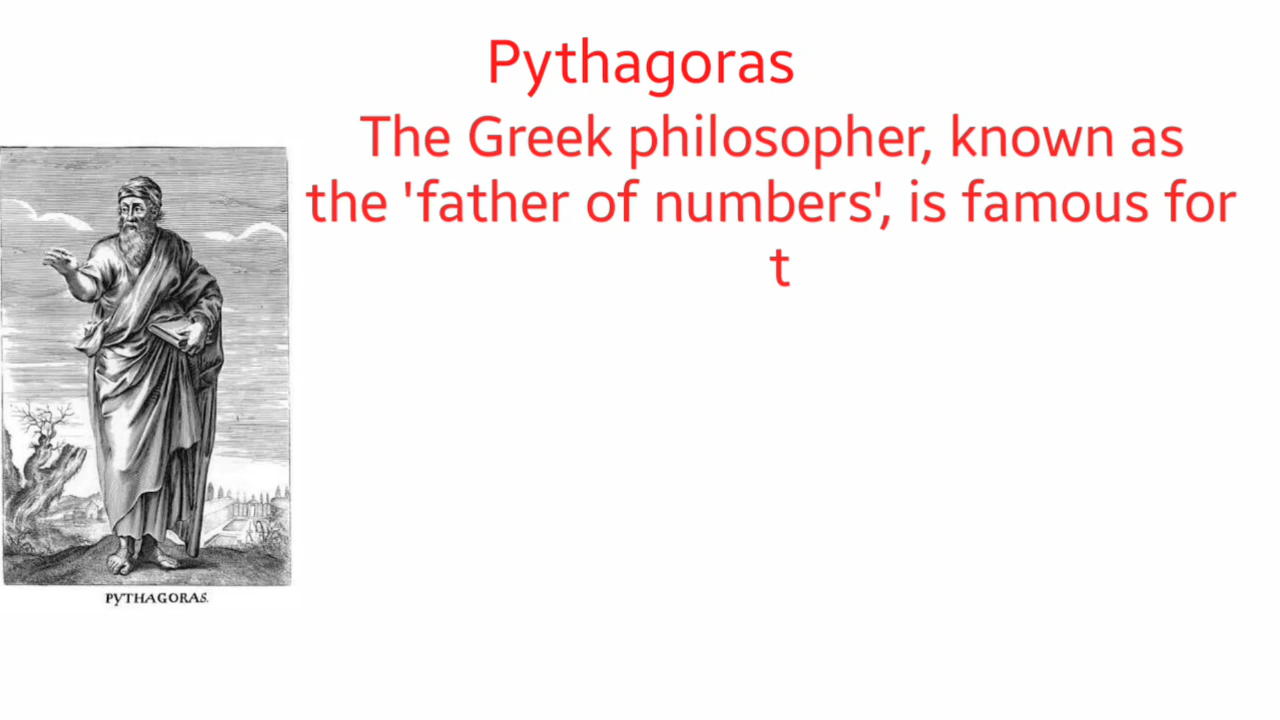 Pythagoras
The Greek philosopher, known as
the 'father of numbers', is famous for
t
PYTHAGORAS.